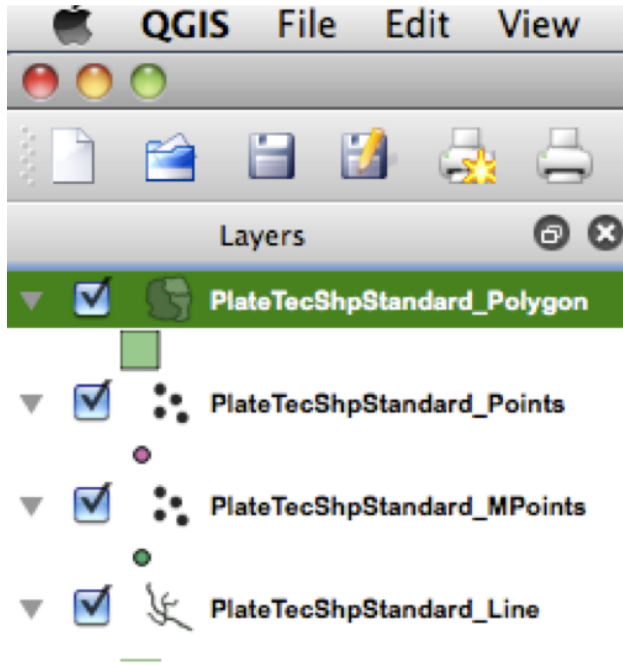 QGIS File Edit View
Layers
PlateTecShpStandard_Polygon
PlateTecShpStandard_Points
PlateTecShpStandard_MPoints
PlateTecShpStandard_Line